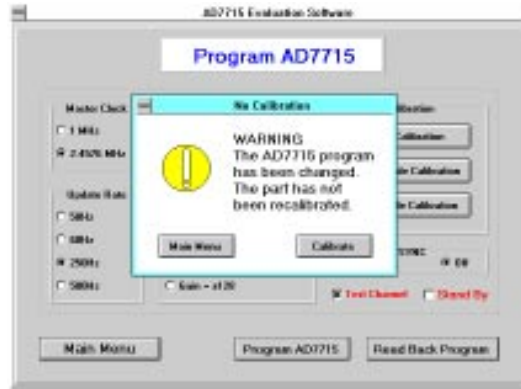 AD7715 Evaluation Software
Program AD7715
Master Clock
1 MHz
2.4576 MHz
Update Rate
50Hz
60Hz
250Hz
500Hz
No Calibration
WARNING
The AD7715 program
has been changed.
The part has not
been recalibrated.
Main Menu
Calibrate
Calibration
Calibration
Calibration
Gain = x128
SYNC
Off
Test Channel
Stand By
Main Menu
Program AD7715
Read Back Program